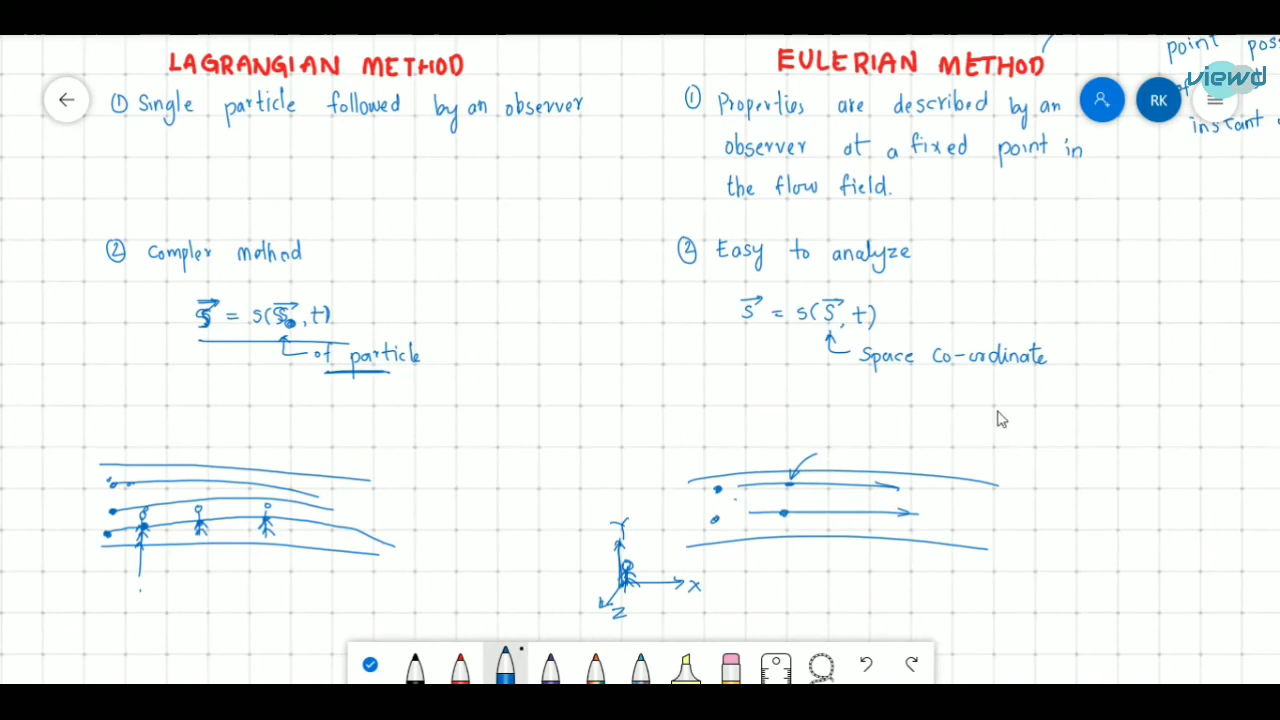 LAGRANGIAN METHOD
① Single particle followed by an observer
② Compler method
S⃗ = s(S⃗₀, t)
of particle
EULERIAN METHOD
① Properties are described by an
observer at a fixed point in
the flow field.
② Easy to analyze
s⃗ = s(s⃗, t)
Space co-ordinate
Y
X
Z
point
instant
viewd
RK